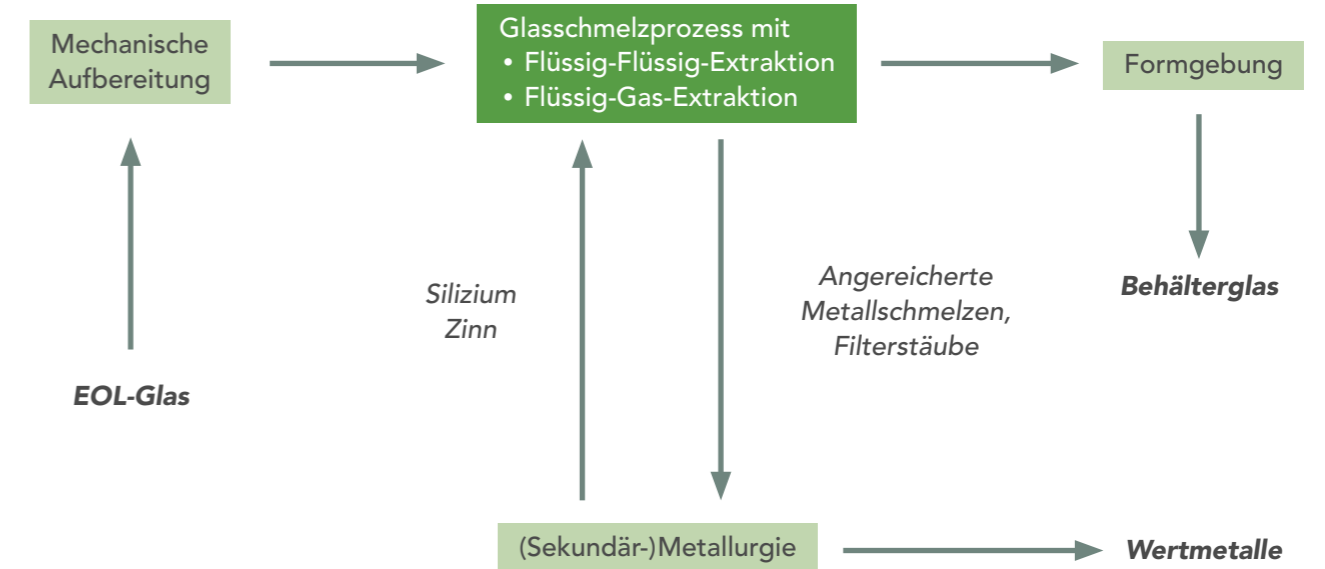 Mechanische
Aufbereitung
Glasschmelzprozess mit
• Flüssig-Flüssig-Extraktion
• Flüssig-Gas-Extraktion
Formgebung
Silizium
Zinn
Angereicherte
Metallschmelzen,
Filterstäube
Behälterglas
EOL-Glas
(Sekundär-)Metallurgie
Wertmetalle